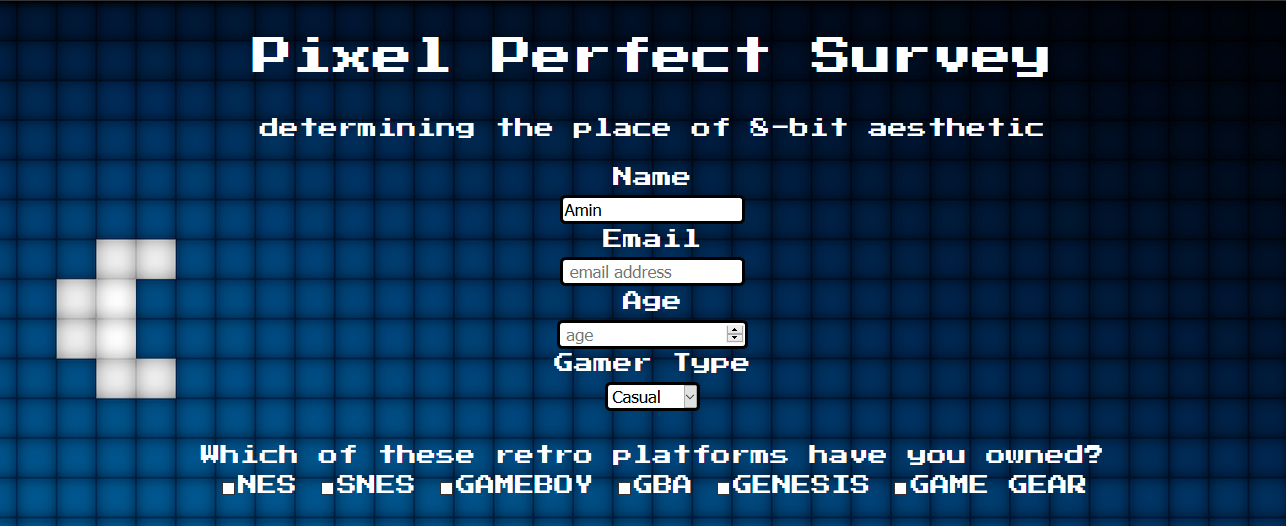 Pixel Perfect Survey
determining the place of 8-bit aesthetic
Name
Amin
Email
email address
Age
age
Gamer Type
Casual
Which of these retro platforms have you owned?
NES SNES GAMEBOY GBA GENESIS GAME GEAR